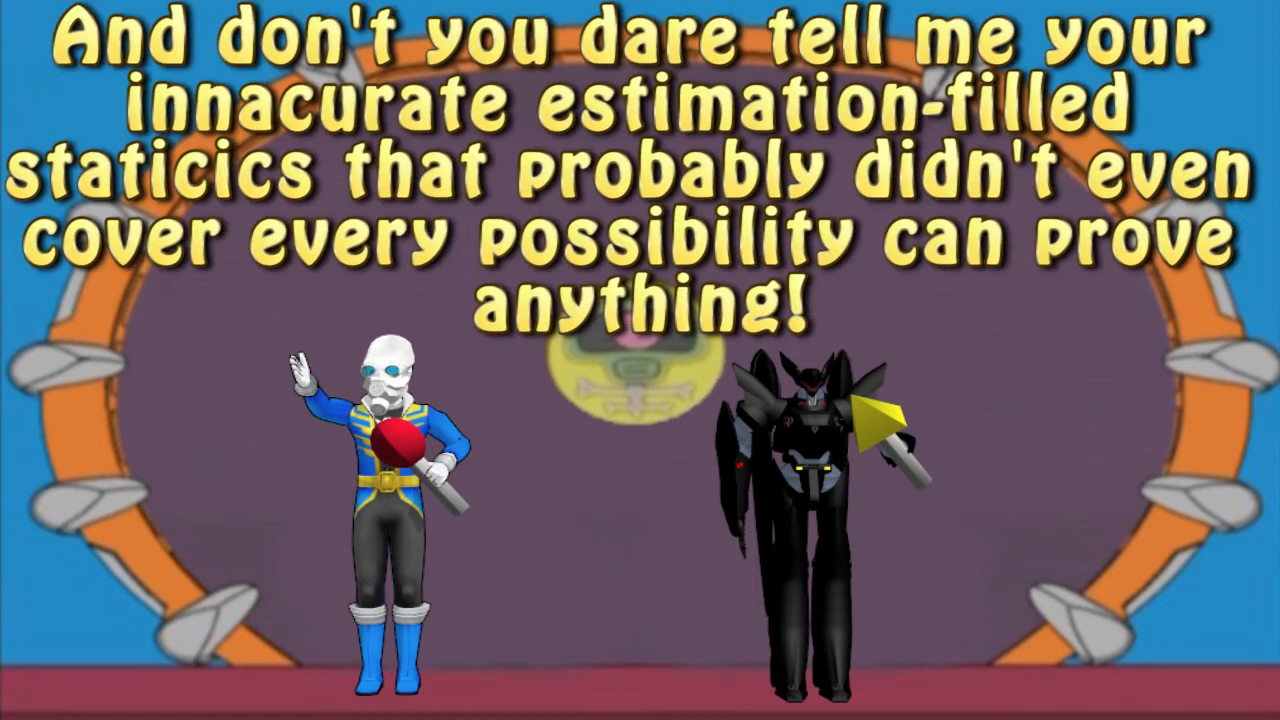 And don't you dare tell me your
innacurate estimation-filled
staticics that probably didn't even
cover every possibility can prove
anything!